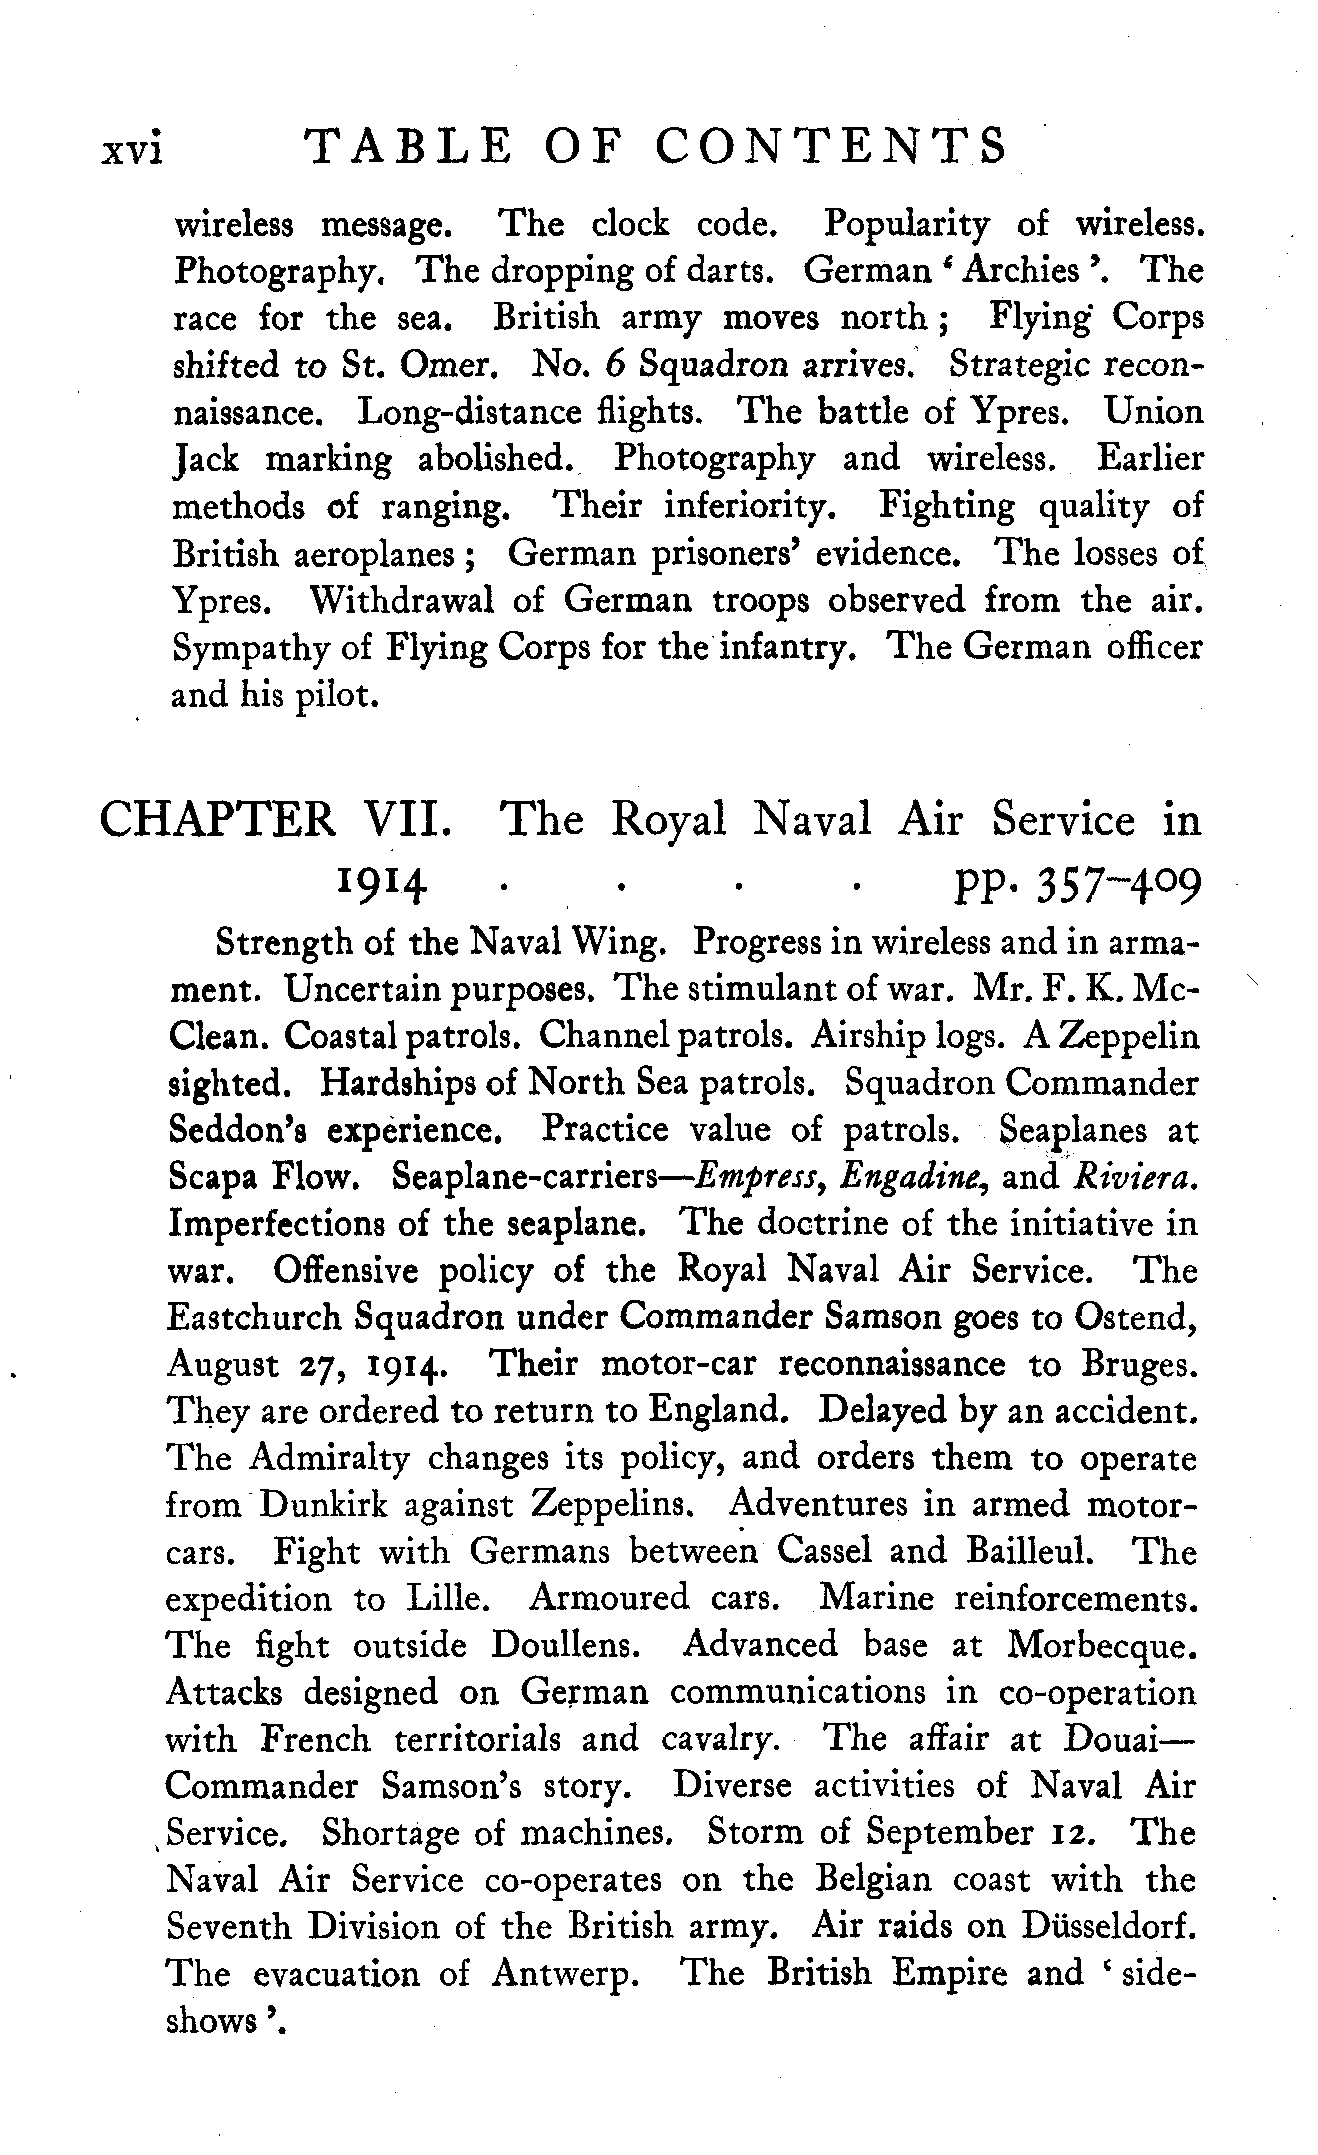 xvi TABLE OF CONTENTS
wireless message. The clock code. Popularity of wireless.
Photography. The dropping of darts. German ‘ Archies ’. The
race for the sea. British army moves north ; Flying Corps
shifted to St. Omer. No. 6 Squadron arrives. Strategic recon-
naissance. Long-distance flights. The battle of Ypres. Union
Jack marking abolished. Photography and wireless. Earlier
methods of ranging. Their inferiority. Fighting quality of
British aeroplanes ; German prisoners’ evidence. The losses of
Ypres. Withdrawal of German troops observed from the air.
Sympathy of Flying Corps for the infantry. The German officer
and his pilot.
CHAPTER VII. The Royal Naval Air Service in
1914 . . . . pp. 357–409
Strength of the Naval Wing. Progress in wireless and in arma-
ment. Uncertain purposes. The stimulant of war. Mr. F. K. Mc-
Clean. Coastal patrols. Channel patrols. Airship logs. A Zeppelin
sighted. Hardships of North Sea patrols. Squadron Commander
Seddon’s experience. Practice value of patrols. Seaplanes at
Scapa Flow. Seaplane-carriers—Empress, Engadine, and Riviera.
Imperfections of the seaplane. The doctrine of the initiative in
war. Offensive policy of the Royal Naval Air Service. The
Eastchurch Squadron under Commander Samson goes to Ostend,
August 27, 1914. Their motor-car reconnaissance to Bruges.
They are ordered to return to England. Delayed by an accident.
The Admiralty changes its policy, and orders them to operate
from Dunkirk against Zeppelins. Adventures in armed motor-
cars. Fight with Germans between Cassel and Bailleul. The
expedition to Lille. Armoured cars. Marine reinforcements.
The fight outside Doullens. Advanced base at Morbecque.
Attacks designed on German communications in co-operation
with French territorials and cavalry. The affair at Douai—
Commander Samson’s story. Diverse activities of Naval Air
Service. Shortage of machines. Storm of September 12. The
Naval Air Service co-operates on the Belgian coast with the
Seventh Division of the British army. Air raids on Düsseldorf.
The evacuation of Antwerp. The British Empire and ‘ side-
shows ’.